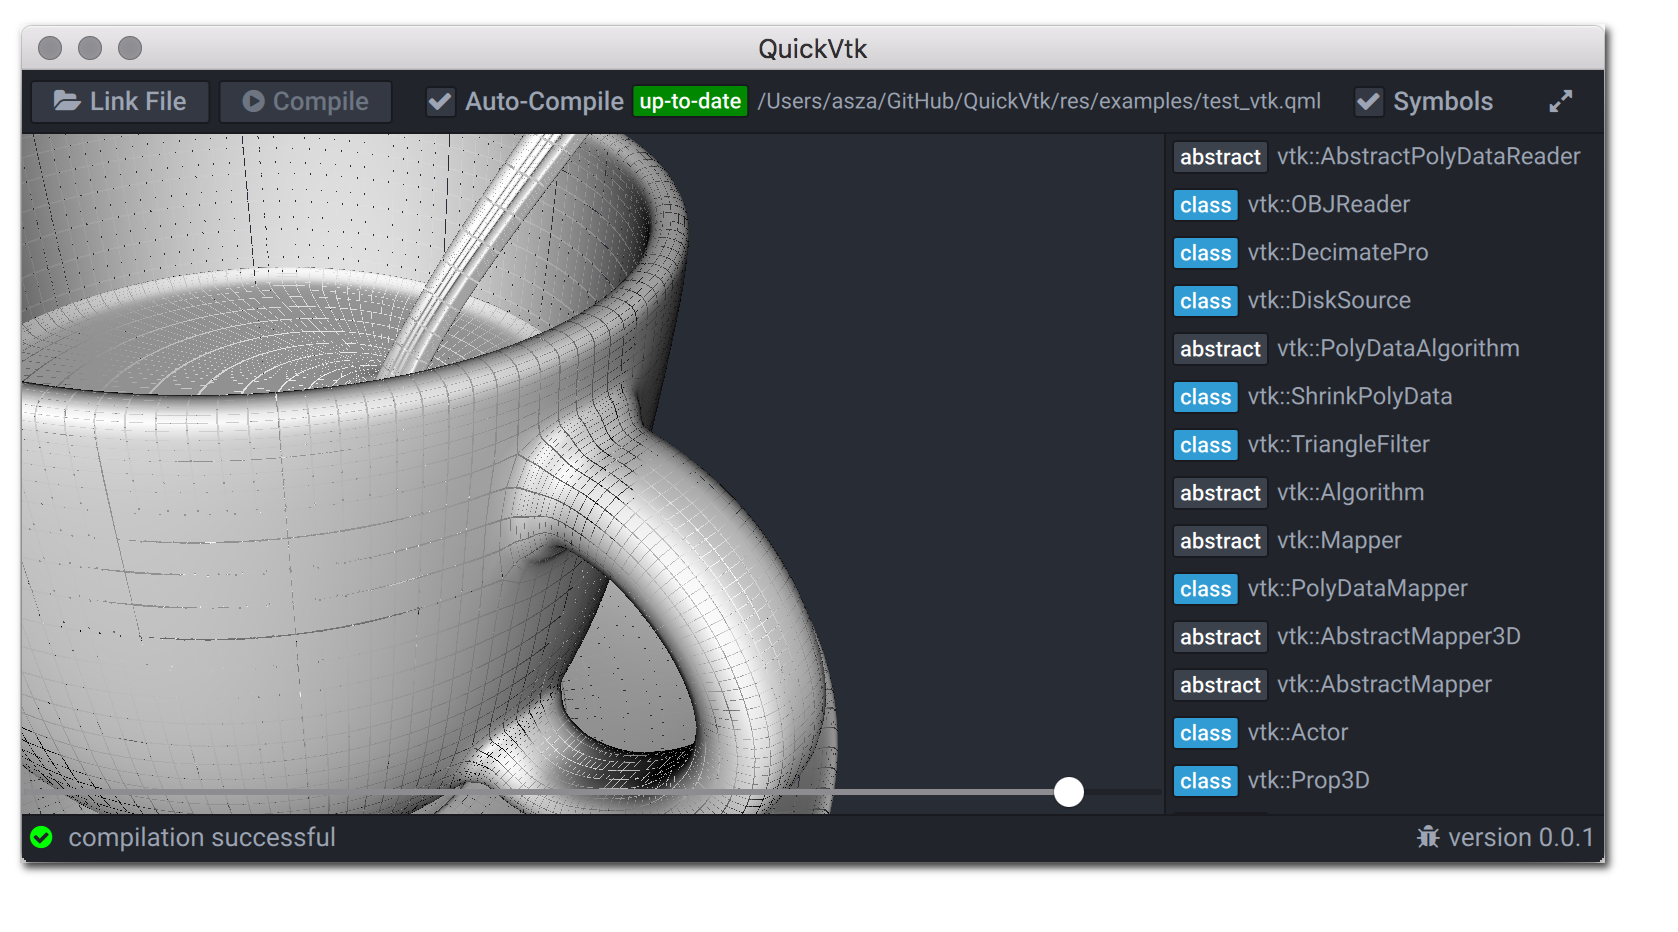 QuickVtk
Link File Compile Auto-Compile up-to-date /Users/asza/GitHub/QuickVtk/res/examples/test_vtk.qml Symbols
abstract vtk::AbstractPolyDataReader
class vtk::OBJReader
class vtk::DecimatePro
class vtk::DiskSource
abstract vtk::PolyDataAlgorithm
class vtk::ShrinkPolyData
class vtk::TriangleFilter
abstract vtk::Algorithm
abstract vtk::Mapper
class vtk::PolyDataMapper
abstract vtk::AbstractMapper3D
abstract vtk::AbstractMapper
class vtk::Actor
class vtk::Prop3D
compilation successful version 0.0.1